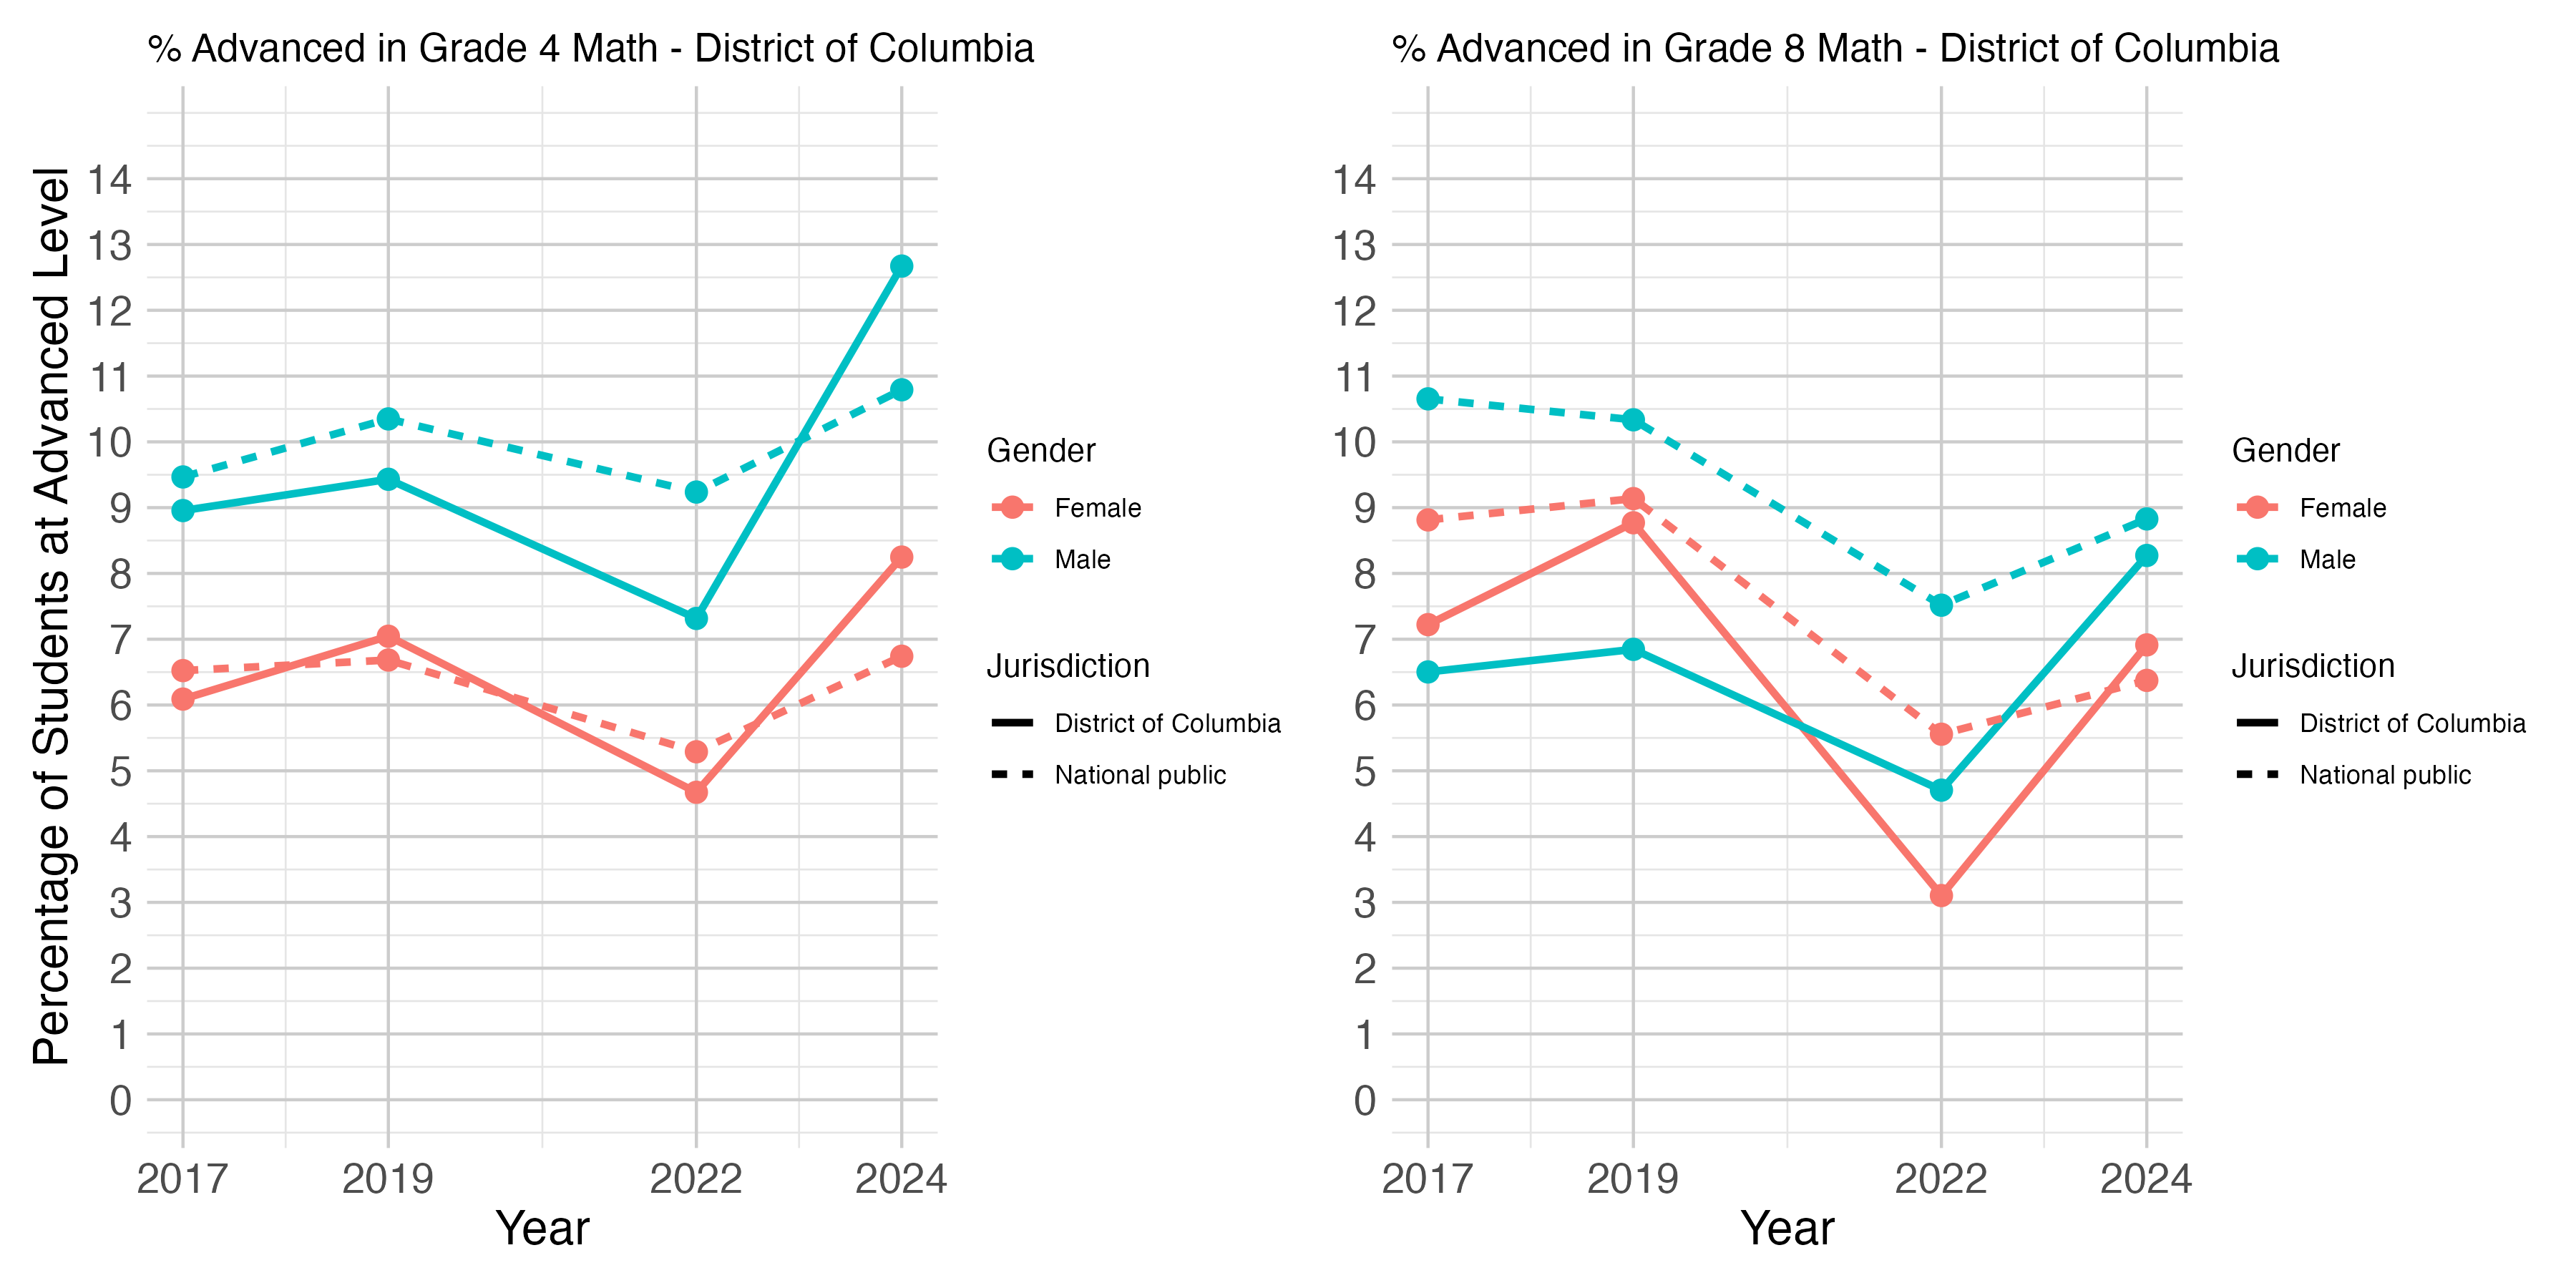 % Advanced in Grade 4 Math - District of Columbia
Percentage of Students at Advanced Level
14
13
12
11
10
9
8
7
6
5
4
3
2
1
0
2017 2019 2022 2024
Year
Gender
Female
Male
Jurisdiction
District of Columbia
National public
% Advanced in Grade 8 Math - District of Columbia
14
13
12
11
10
9
8
7
6
5
4
3
2
1
0
2017 2019 2022 2024
Year
Gender
Female
Male
Jurisdiction
District of Columbia
National public